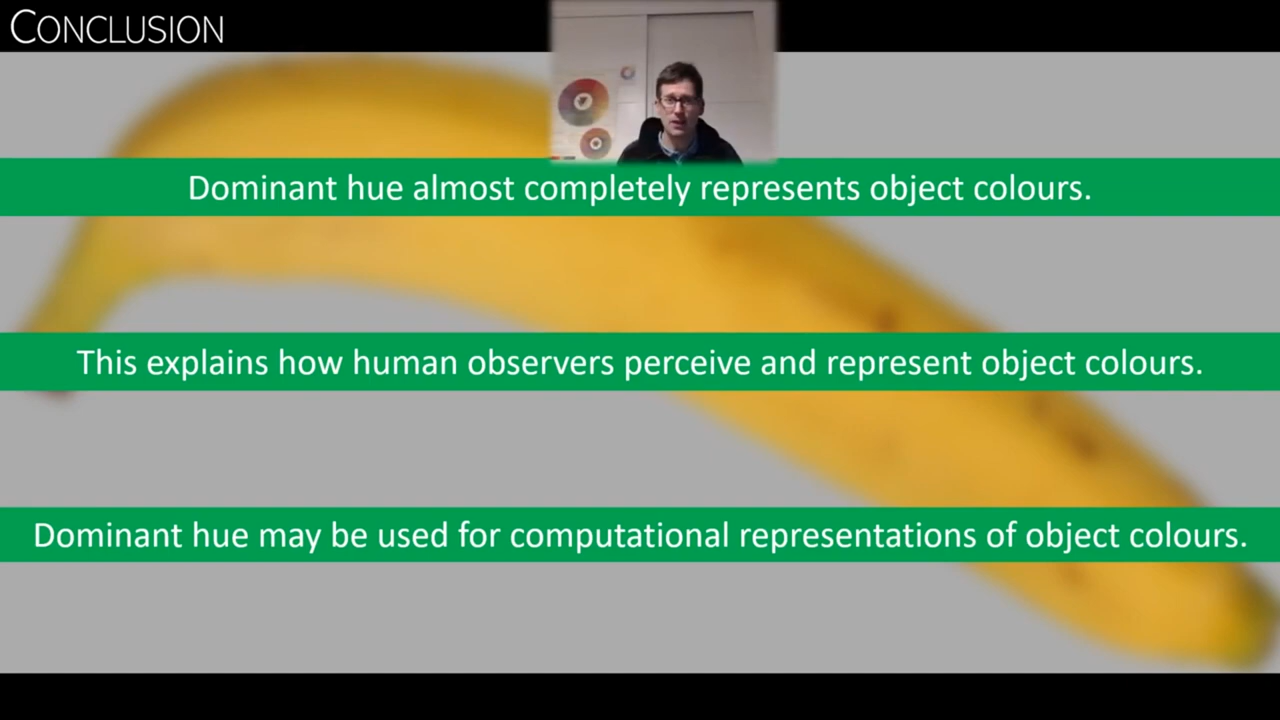 CONCLUSION
Dominant hue almost completely represents object colours.
This explains how human observers perceive and represent object colours.
Dominant hue may be used for computational representations of object colours.